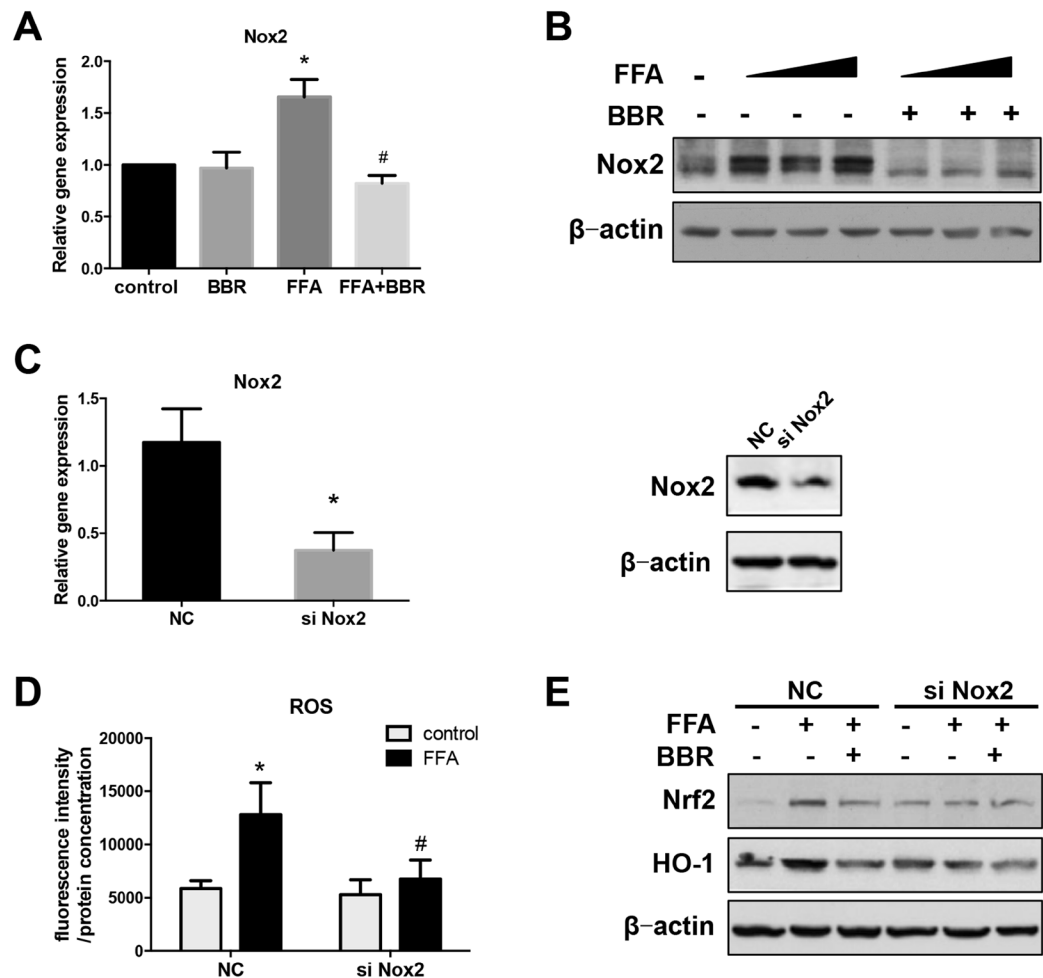 A
Nox2
Relative gene expression
2.0
1.5
1.0
0.5
0.0
*
#
control BBR FFA FFA+BBR
B
FFA -
BBR - - - - + + +
Nox2
β-actin
C
Nox2
Relative gene expression
1.5
1.0
0.5
0.0
*
NC si Nox2
NC si Nox2
Nox2
β-actin
D
ROS
fluorescence intensity
/protein concentration
20000
15000
10000
5000
0
control
FFA
*
#
NC si Nox2
E
NC si Nox2
FFA - + + - + +
BBR - - + - - +
Nrf2
HO-1
β-actin